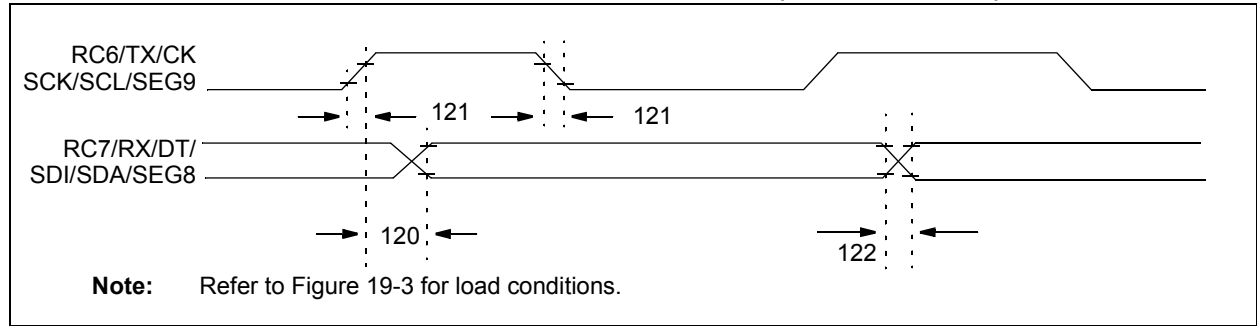 RC6/TX/CK
SCK/SCL/SEG9
121
121
RC7/RX/DT/
SDI/SDA/SEG8
120
122
Note: Refer to Figure 19-3 for load conditions.